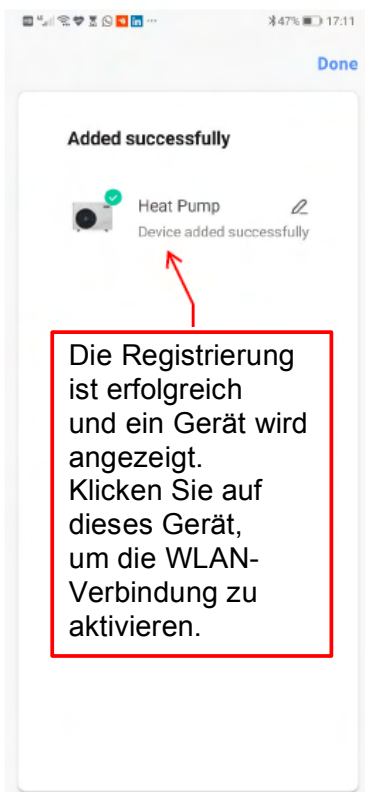 47% 17:11
Done
Added successfully
Heat Pump
Device added successfully
Die Registrierung
ist erfolgreich
und ein Gerät wird
angezeigt.
Klicken Sie auf
dieses Gerät,
um die WLAN-
Verbindung zu
aktivieren.